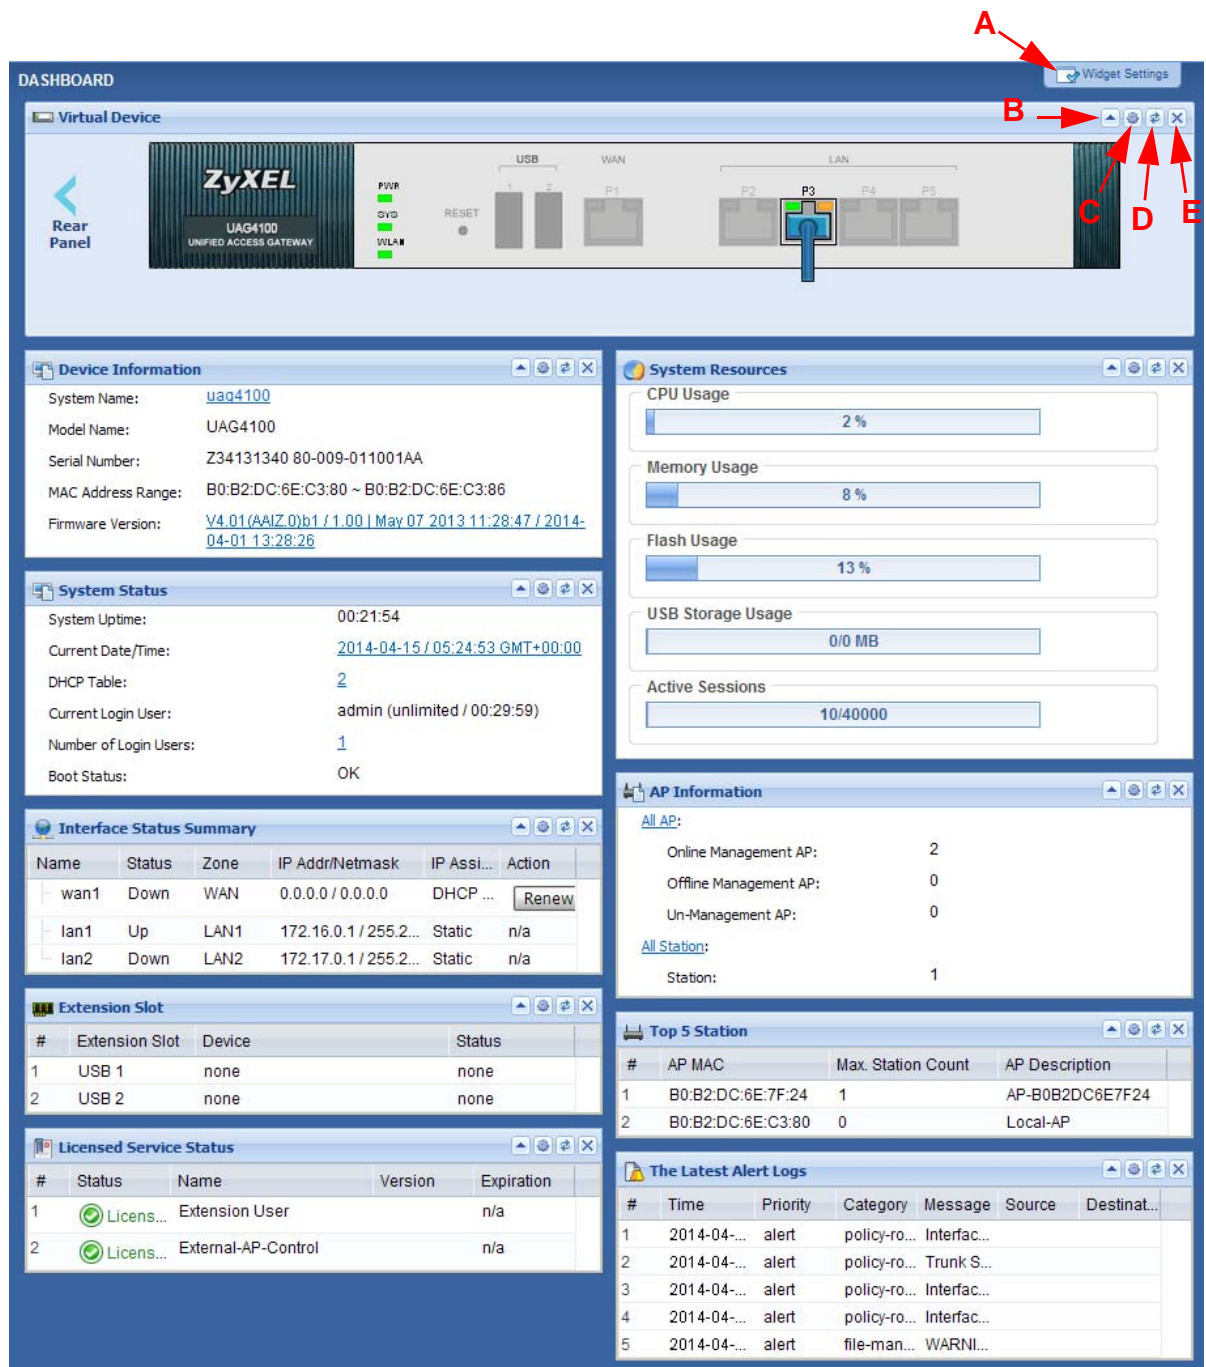 A
DASHBOARD
Widget Settings
Virtual Device
B
C
D
E
Rear
Panel
ZyXEL
UAG4100
UNIFIED ACCESS GATEWAY
PWR
SYS
WLAN
RESET
USB
1 2
WAN
P1
LAN
P2 P3 P4 P5
Device Information
System Name: uag4100
Model Name: UAG4100
Serial Number: Z34131340 80-009-011001AA
MAC Address Range: B0:B2:DC:6E:C3:80 ~ B0:B2:DC:6E:C3:86
Firmware Version: V4.01(AAIZ.0)b1 / 1.00 | May 07 2013 11:28:47 / 2014-
04-01 13:28:26
System Status
System Uptime: 00:21:54
Current Date/Time: 2014-04-15 / 05:24:53 GMT+00:00
DHCP Table: 2
Current Login User: admin (unlimited / 00:29:59)
Number of Login Users: 1
Boot Status: OK
Interface Status Summary
Name Status Zone IP Addr/Netmask IP Assi... Action
wan1 Down WAN 0.0.0.0 / 0.0.0.0 DHCP ... Renew
lan1 Up LAN1 172.16.0.1 / 255.2... Static n/a
lan2 Down LAN2 172.17.0.1 / 255.2... Static n/a
Extension Slot
# Extension Slot Device Status
1 USB 1 none none
2 USB 2 none none
Licensed Service Status
# Status Name Version Expiration
1 Licens... Extension User n/a
2 Licens... External-AP-Control n/a
System Resources
CPU Usage
2 %
Memory Usage
8 %
Flash Usage
13 %
USB Storage Usage
0/0 MB
Active Sessions
10/40000
AP Information
All AP:
Online Management AP: 2
Offline Management AP: 0
Un-Management AP: 0
All Station:
Station: 1
Top 5 Station
# AP MAC Max. Station Count AP Description
1 B0:B2:DC:6E:7F:24 1 AP-B0B2DC6E7F24
2 B0:B2:DC:6E:C3:80 0 Local-AP
The Latest Alert Logs
# Time Priority Category Message Source Destinat...
1 2014-04-... alert policy-ro... Interfac...
2 2014-04-... alert policy-ro... Trunk S...
3 2014-04-... alert policy-ro... Interfac...
4 2014-04-... alert policy-ro... Interfac...
5 2014-04-... alert file-man... WARNI...